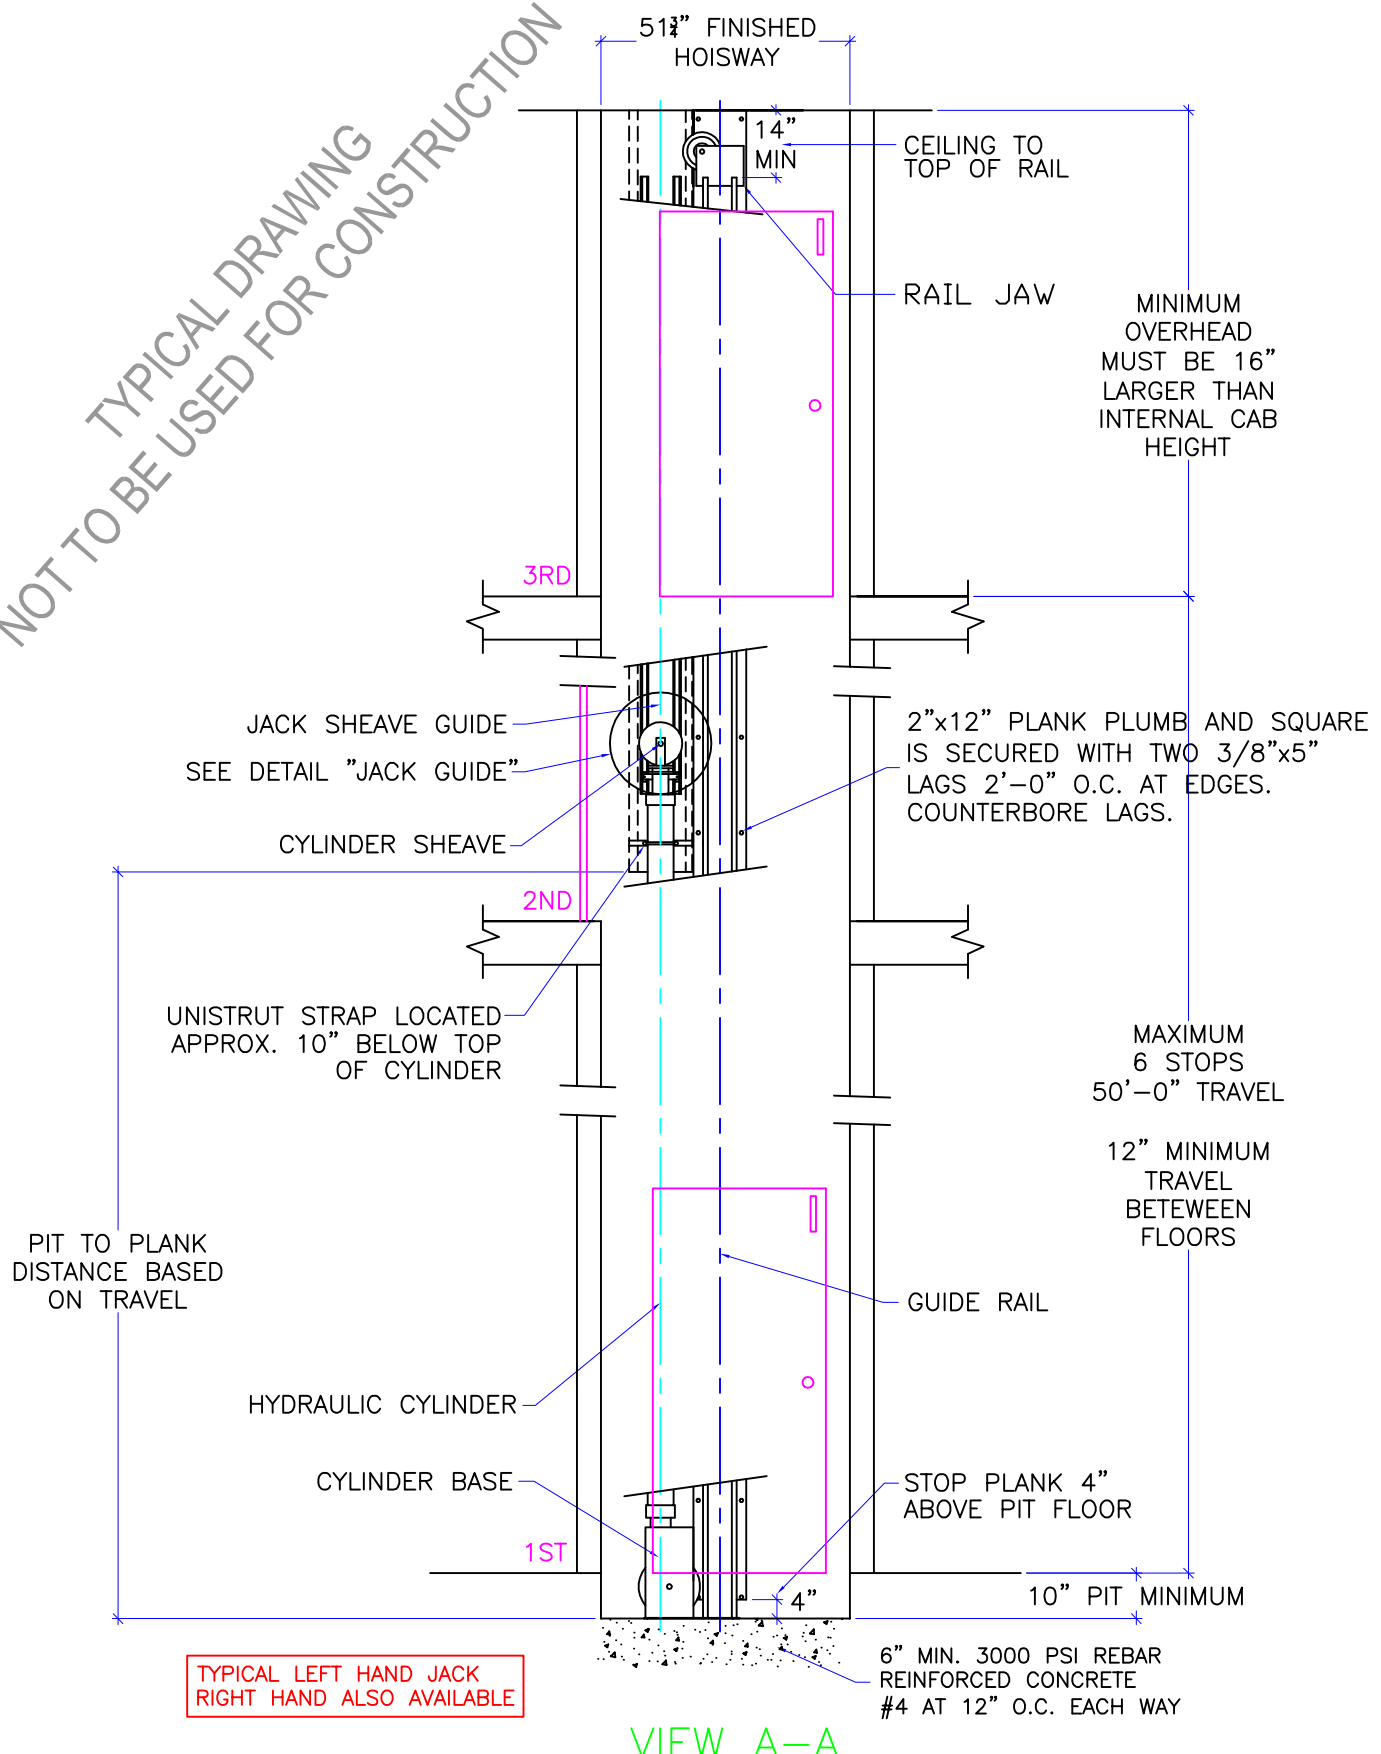 51¾” FINISHED
HOISWAY
TYPICAL DRAWING
NOT TO BE USED FOR CONSTRUCTION
14”
MIN
CEILING TO
TOP OF RAIL
RAIL JAW
MINIMUM
OVERHEAD
MUST BE 16”
LARGER THAN
INTERNAL CAB
HEIGHT
3RD
JACK SHEAVE GUIDE
SEE DETAIL ”JACK GUIDE”
CYLINDER SHEAVE
2”x12” PLANK PLUMB AND SQUARE
IS SECURED WITH TWO 3/8”x5”
LAGS 2’-0” O.C. AT EDGES.
COUNTERBORE LAGS.
2ND
UNISTRUT STRAP LOCATED
APPROX. 10” BELOW TOP
OF CYLINDER
MAXIMUM
6 STOPS
50’-0” TRAVEL
12” MINIMUM
TRAVEL
BETEWEEN
FLOORS
PIT TO PLANK
DISTANCE BASED
ON TRAVEL
GUIDE RAIL
HYDRAULIC CYLINDER
CYLINDER BASE
STOP PLANK 4”
ABOVE PIT FLOOR
1ST
4”
10” PIT MINIMUM
6” MIN. 3000 PSI REBAR
REINFORCED CONCRETE
#4 AT 12” O.C. EACH WAY
TYPICAL LEFT HAND JACK
RIGHT HAND ALSO AVAILABLE
VIEW A-A